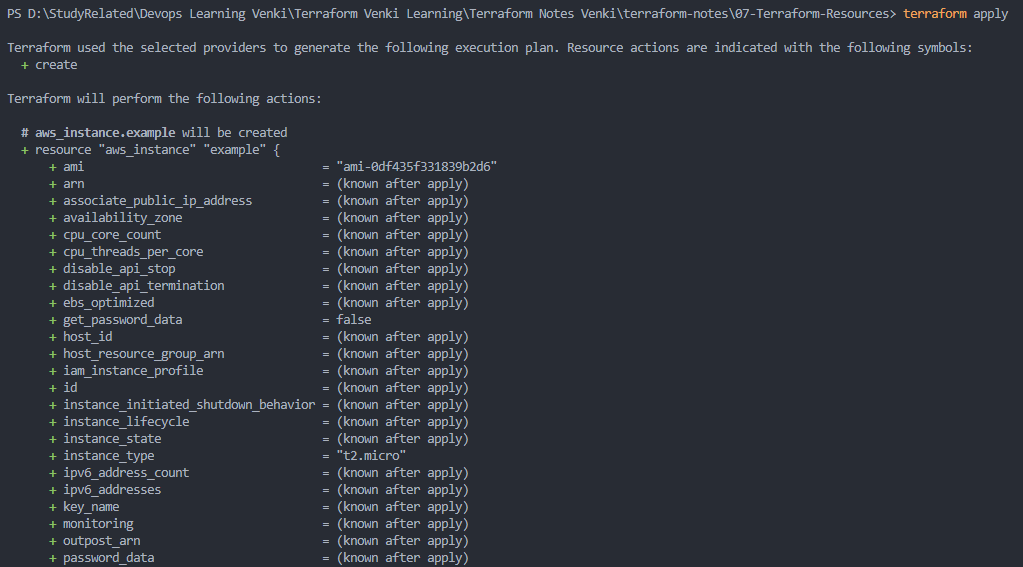 PS D:\StudyRelated\Devops Learning Venki\Terraform Venki Learning\Terraform Notes Venki\terraform-notes\07-Terraform-Resources> terraform apply
Terraform used the selected providers to generate the following execution plan. Resource actions are indicated with the following symbols:
+ create
Terraform will perform the following actions:
# aws_instance.example will be created
+ resource "aws_instance" "example" {
+ ami = "ami-0df435f331839b2d6"
+ arn = (known after apply)
+ associate_public_ip_address = (known after apply)
+ availability_zone = (known after apply)
+ cpu_core_count = (known after apply)
+ cpu_threads_per_core = (known after apply)
+ disable_api_stop = (known after apply)
+ disable_api_termination = (known after apply)
+ ebs_optimized = (known after apply)
+ get_password_data = false
+ host_id = (known after apply)
+ host_resource_group_arn = (known after apply)
+ iam_instance_profile = (known after apply)
+ id = (known after apply)
+ instance_initiated_shutdown_behavior = (known after apply)
+ instance_lifecycle = (known after apply)
+ instance_state = (known after apply)
+ instance_type = "t2.micro"
+ ipv6_address_count = (known after apply)
+ ipv6_addresses = (known after apply)
+ key_name = (known after apply)
+ monitoring = (known after apply)
+ outpost_arn = (known after apply)
+ password_data = (known after apply)